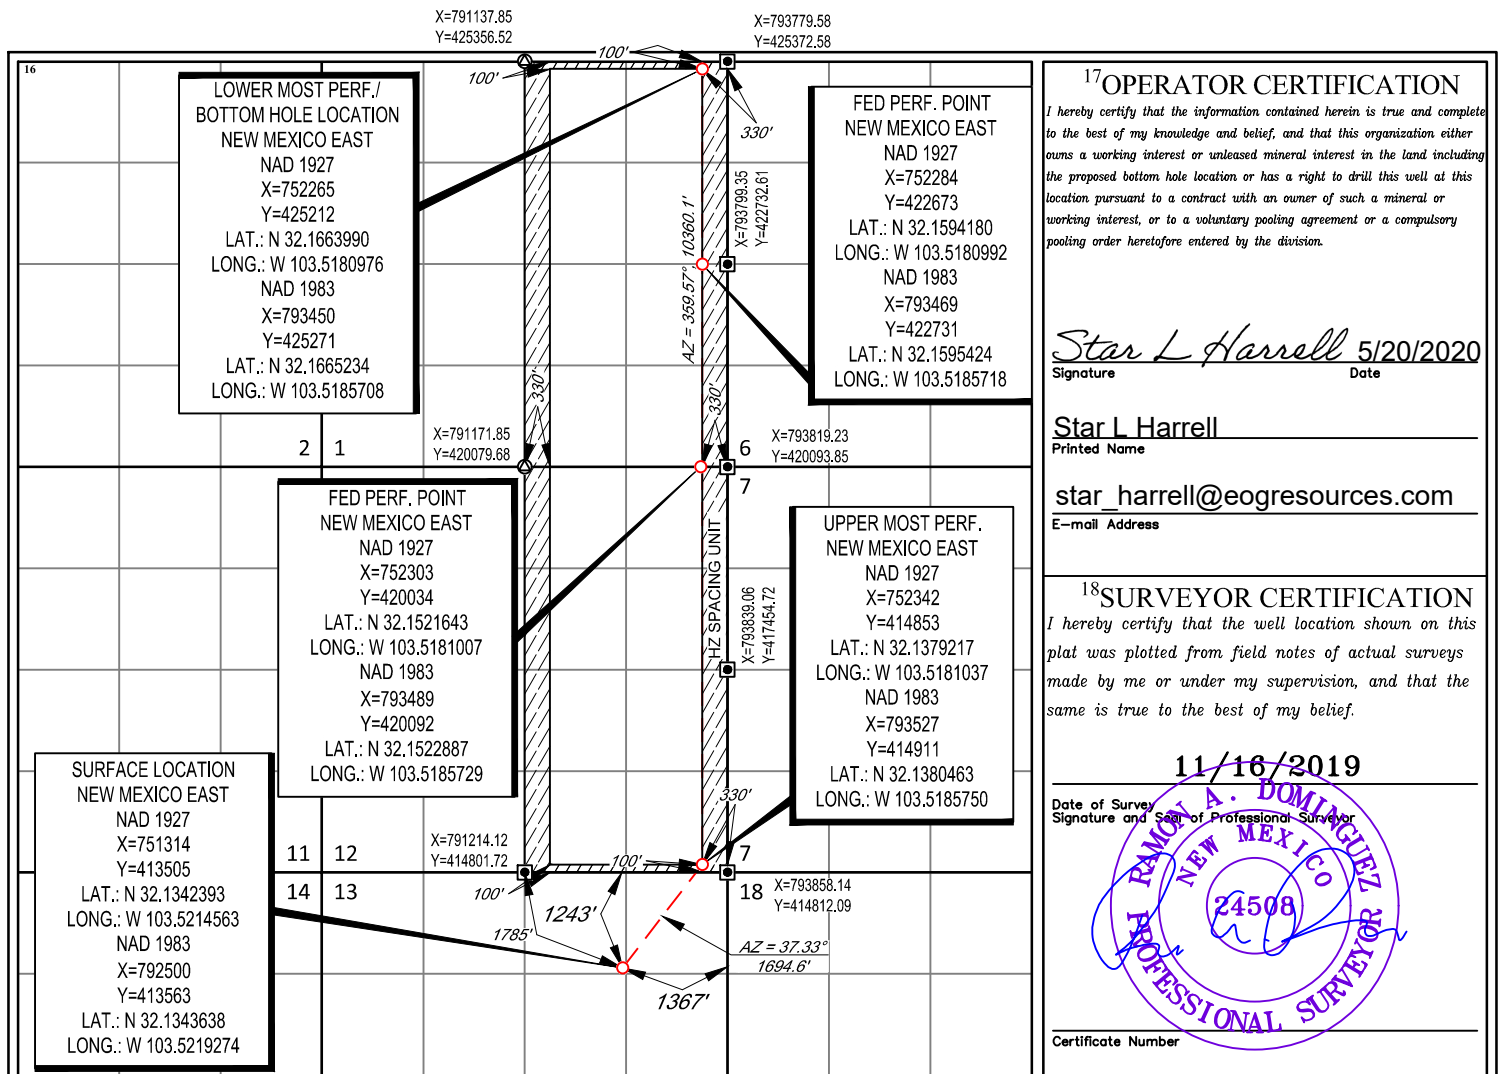 X=791137.85
Y=425356.52
X=793779.58
Y=425372.58
16
100'
100'
330'
LOWER MOST PERF./
BOTTOM HOLE LOCATION
NEW MEXICO EAST
NAD 1927
X=752265
Y=425212
LAT.: N 32.1663990
LONG.: W 103.5180976
NAD 1983
X=793450
Y=425271
LAT.: N 32.1665234
LONG.: W 103.5185708
FED PERF. POINT
NEW MEXICO EAST
NAD 1927
X=752284
Y=422673
LAT.: N 32.1594180
LONG.: W 103.5180992
NAD 1983
X=793469
Y=422731
LAT.: N 32.1595424
LONG.: W 103.5185718
X=793799.35
Y=422732.61
AZ = 359.57°, 10360.1'
330'
330'
2 1
X=791171.85
Y=420079.68
6
7
X=793819.23
Y=420093.85
FED PERF. POINT
NEW MEXICO EAST
NAD 1927
X=752303
Y=420034
LAT.: N 32.1521643
LONG.: W 103.5181007
NAD 1983
X=793489
Y=420092
LAT.: N 32.1522887
LONG.: W 103.5185729
HZ SPACING UNIT
X=793839.06
Y=417454.72
UPPER MOST PERF.
NEW MEXICO EAST
NAD 1927
X=752342
Y=414853
LAT.: N 32.1379217
LONG.: W 103.5181037
NAD 1983
X=793527
Y=414911
LAT.: N 32.1380463
LONG.: W 103.5185750
SURFACE LOCATION
NEW MEXICO EAST
NAD 1927
X=751314
Y=413505
LAT.: N 32.1342393
LONG.: W 103.5214563
NAD 1983
X=792500
Y=413563
LAT.: N 32.1343638
LONG.: W 103.5219274
11 12
14 13
X=791214.12
Y=414801.72
330'
100'
7
18
X=793858.14
Y=414812.09
100'
1243'
1785'
AZ = 37.33°
1694.6'
1367'
17OPERATOR CERTIFICATION
I hereby certify that the information contained herein is true and complete
to the best of my knowledge and belief, and that this organization either
owns a working interest or unleased mineral interest in the land including
the proposed bottom hole location or has a right to drill this well at this
location pursuant to a contract with an owner of such a mineral or
working interest, or to a voluntary pooling agreement or a compulsory
pooling order heretofore entered by the division.
Star L Harrell 5/20/2020
Signature Date
Star L Harrell
Printed Name
star_harrell@eogresources.com
E-mail Address
18SURVEYOR CERTIFICATION
I hereby certify that the well location shown on this
plat was plotted from field notes of actual surveys
made by me or under my supervision, and that the
same is true to the best of my belief.
11/16/2019
Date of Survey
Signature and Seal of Professional Surveyor
RAMON A. DOMINGUEZ
NEW MEXICO
24508
PROFESSIONAL SURVEYOR
Certificate Number